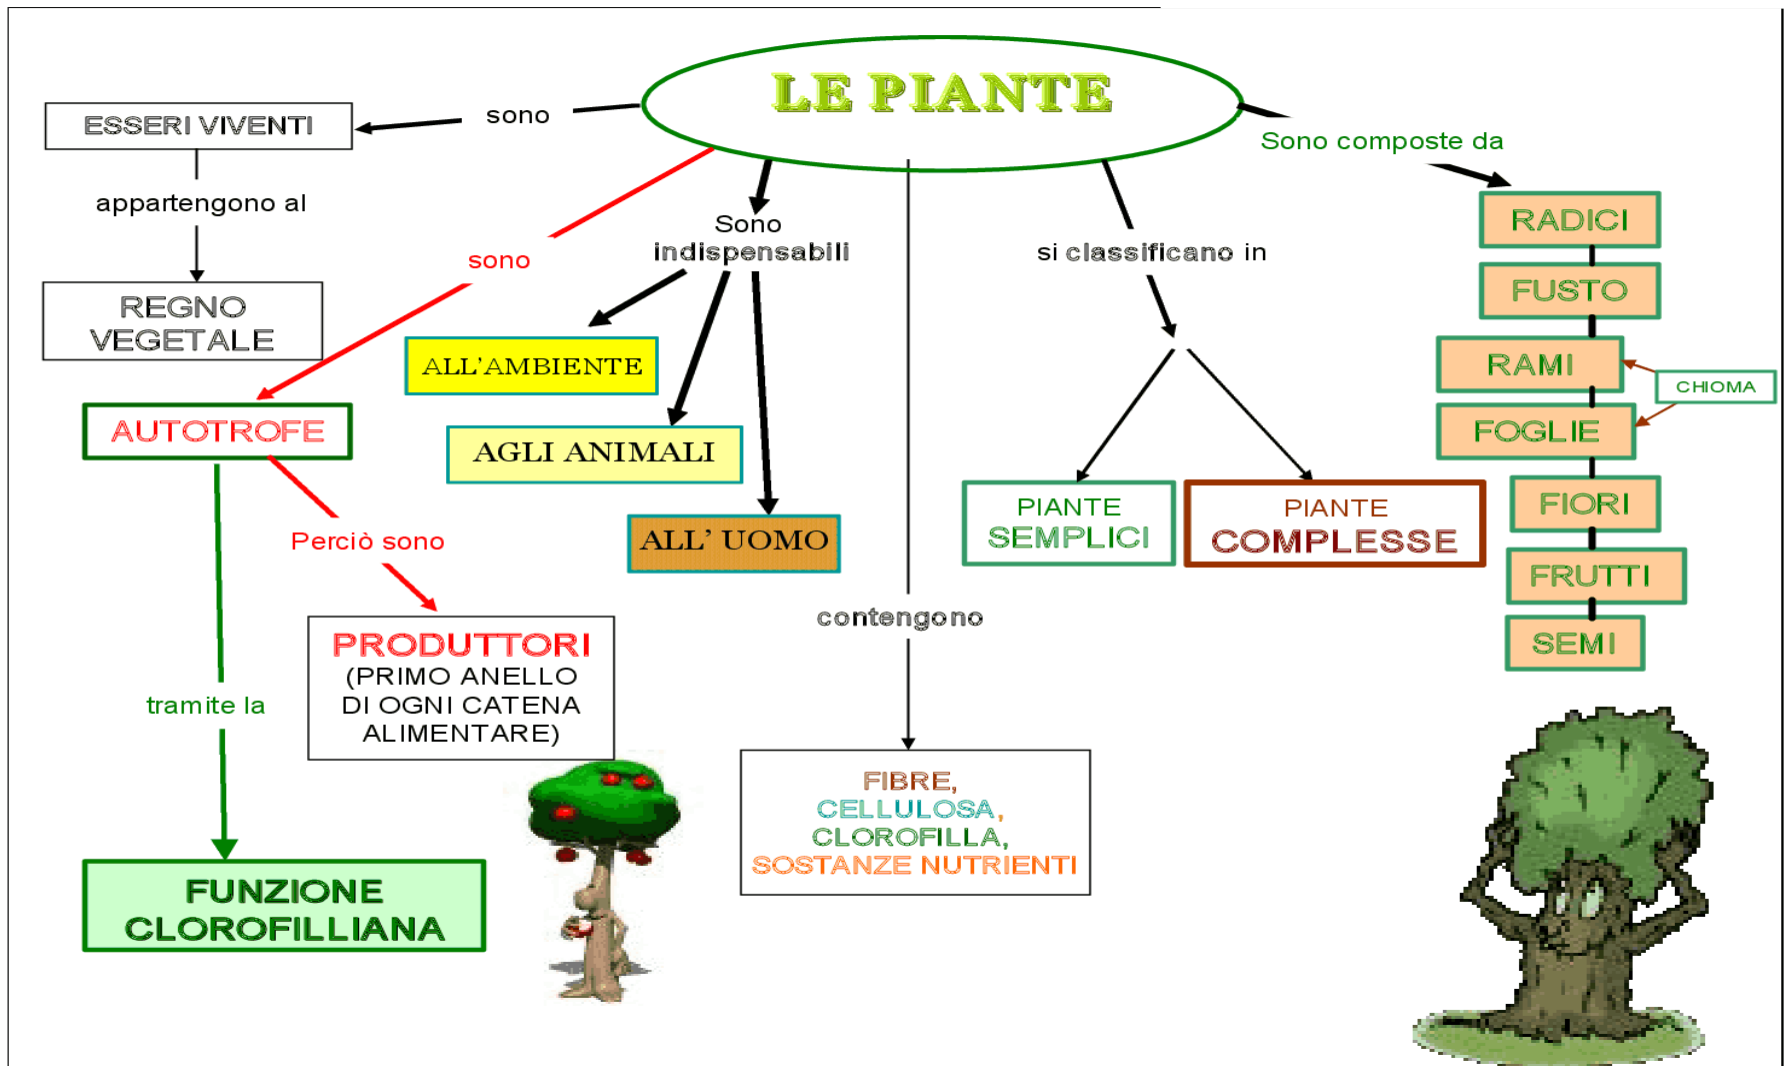 LE PIANTE
sono
ESSERI VIVENTI
appartengono al
REGNO
VEGETALE
sono
AUTOTROFE
Perciò sono
PRODUTTORI
(PRIMO ANELLO
DI OGNI CATENA
ALIMENTARE)
tramite la
FUNZIONE
CLOROFILLIANA
Sono
indispensabili
ALL'AMBIENTE
AGLI ANIMALI
ALL' UOMO
contengono
FIBRE,
CELLULOSA,
CLOROFILLA,
SOSTANZE NUTRIENTI
si classificano in
PIANTE
SEMPLICI
PIANTE
COMPLESSE
Sono composte da
RADICI
FUSTO
RAMI
CHIOMA
FOGLIE
FIORI
FRUTTI
SEMI